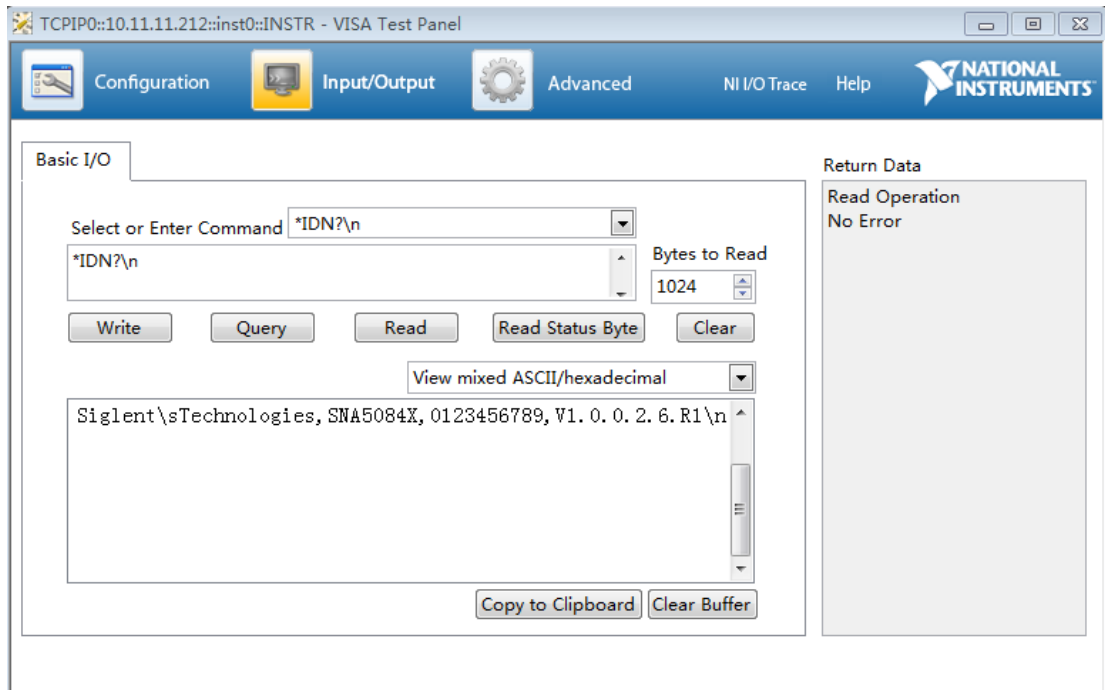 TCPIP0::10.11.11.212::inst0::INSTR - VISA Test Panel
Configuration
Input/Output
Advanced
NI I/O Trace
Help
NATIONAL
INSTRUMENTS
Basic I/O
Select or Enter Command
*IDN?\n
*IDN?\n
Bytes to Read
1024
Write
Query
Read
Read Status Byte
Clear
View mixed ASCII/hexadecimal
Siglent\sTechnologies,SNA5084X,0123456789,V1.0.0.2.6.R1\n
Copy to Clipboard
Clear Buffer
Return Data
Read Operation
No Error